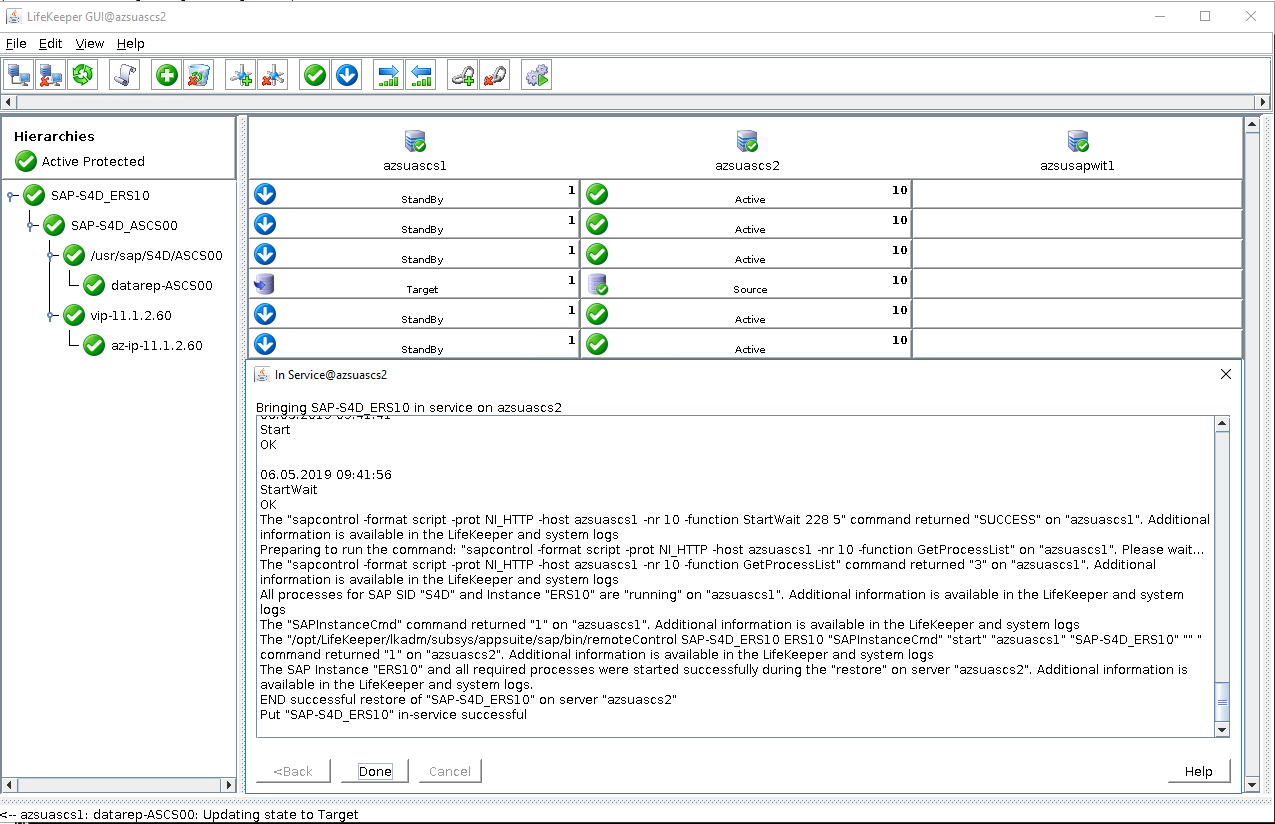 LifeKeeper GUI@azsuascs2
File Edit View Help
Hierarchies
Active Protected
azsuascs1 azsuascs2 azsusapwit1
SAP-S4D_ERS10 StandBy 1 Active 10
SAP-S4D_ASCS00 StandBy 1 Active 10
/usr/sap/S4D/ASCS00 StandBy 1 Active 10
datarep-ASCS00 Target 1 Source 10
vip-11.1.2.60 StandBy 1 Active 10
az-ip-11.1.2.60 StandBy 1 Active 10
In Service@azsuascs2
Bringing SAP-S4D_ERS10 in service on azsuascs2
06.05.2019 09:41:41
Start
OK
06.05.2019 09:41:56
StartWait
OK
The "sapcontrol -format script -prot NI_HTTP -host azsuascs1 -nr 10 -function StartWait 228 5" command returned "SUCCESS" on "azsuascs1". Additional
information is available in the LifeKeeper and system logs
Preparing to run the command: "sapcontrol -format script -prot NI_HTTP -host azsuascs1 -nr 10 -function GetProcessList" on "azsuascs1". Please wait...
The "sapcontrol -format script -prot NI_HTTP -host azsuascs1 -nr 10 -function GetProcessList" command returned "3" on "azsuascs1". Additional
information is available in the LifeKeeper and system logs
All processes for SAP SID "S4D" and Instance "ERS10" are "running" on "azsuascs1". Additional information is available in the LifeKeeper and system
logs
The "SAPInstanceCmd" command returned "1" on "azsuascs1". Additional information is available in the LifeKeeper and system logs
The "/opt/LifeKeeper/lkadm/subsys/appsuite/sap/bin/remoteControl SAP-S4D_ERS10 ERS10 "SAPInstanceCmd" "start" "azsuascs1" "SAP-S4D_ERS10" "" "
command returned "1" on "azsuascs2". Additional information is available in the LifeKeeper and system logs
The SAP Instance "ERS10" and all required processes were started successfully during the "restore" on server "azsuascs2". Additional information is
available in the LifeKeeper and system logs.
END successful restore of "SAP-S4D_ERS10" on server "azsuascs2"
Put "SAP-S4D_ERS10" in-service successful
<Back Done Cancel Help
<-- azsuascs1: datarep-ASCS00: Updating state to Target